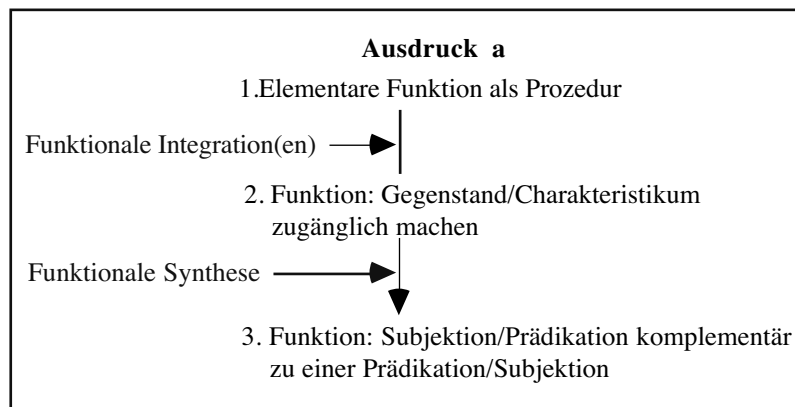 Ausdruck a
1.Elementare Funktion als Prozedur
Funktionale Integration(en)
2. Funktion: Gegenstand/Charakteristikum
zugänglich machen
Funktionale Synthese
3. Funktion: Subjektion/Prädikation komplementär
zu einer Prädikation/Subjektion